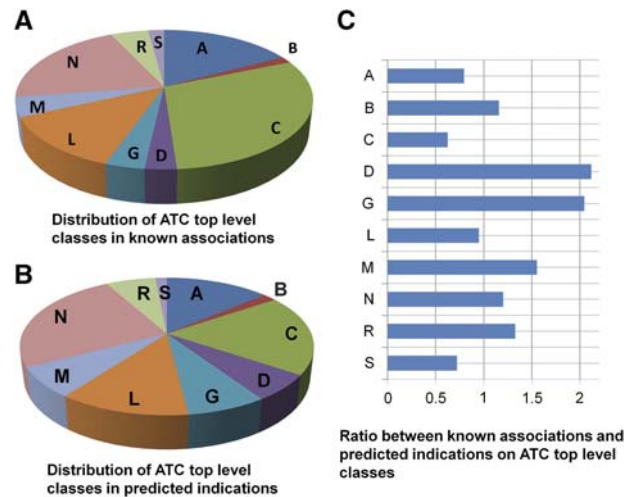 A
A
B
C
D
G
L
M
N
R
S
Distribution of ATC top level
classes in known associations
B
A
B
C
D
G
L
M
N
R
S
Distribution of ATC top level
classes in predicted indications
C
A
B
C
D
G
L
M
N
R
S
0 0.5 1 1.5 2
Ratio between known associations and
predicted indications on ATC top level
classes